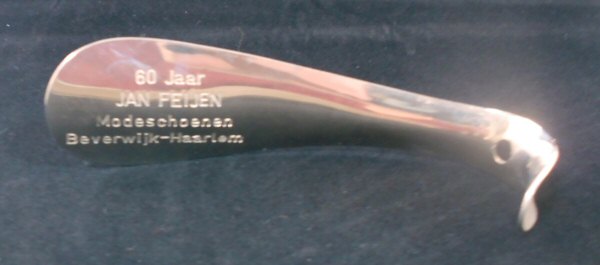 60 Jaar
JAN FEIJEN
Modeschoenen
Beverwijk-Haarlem